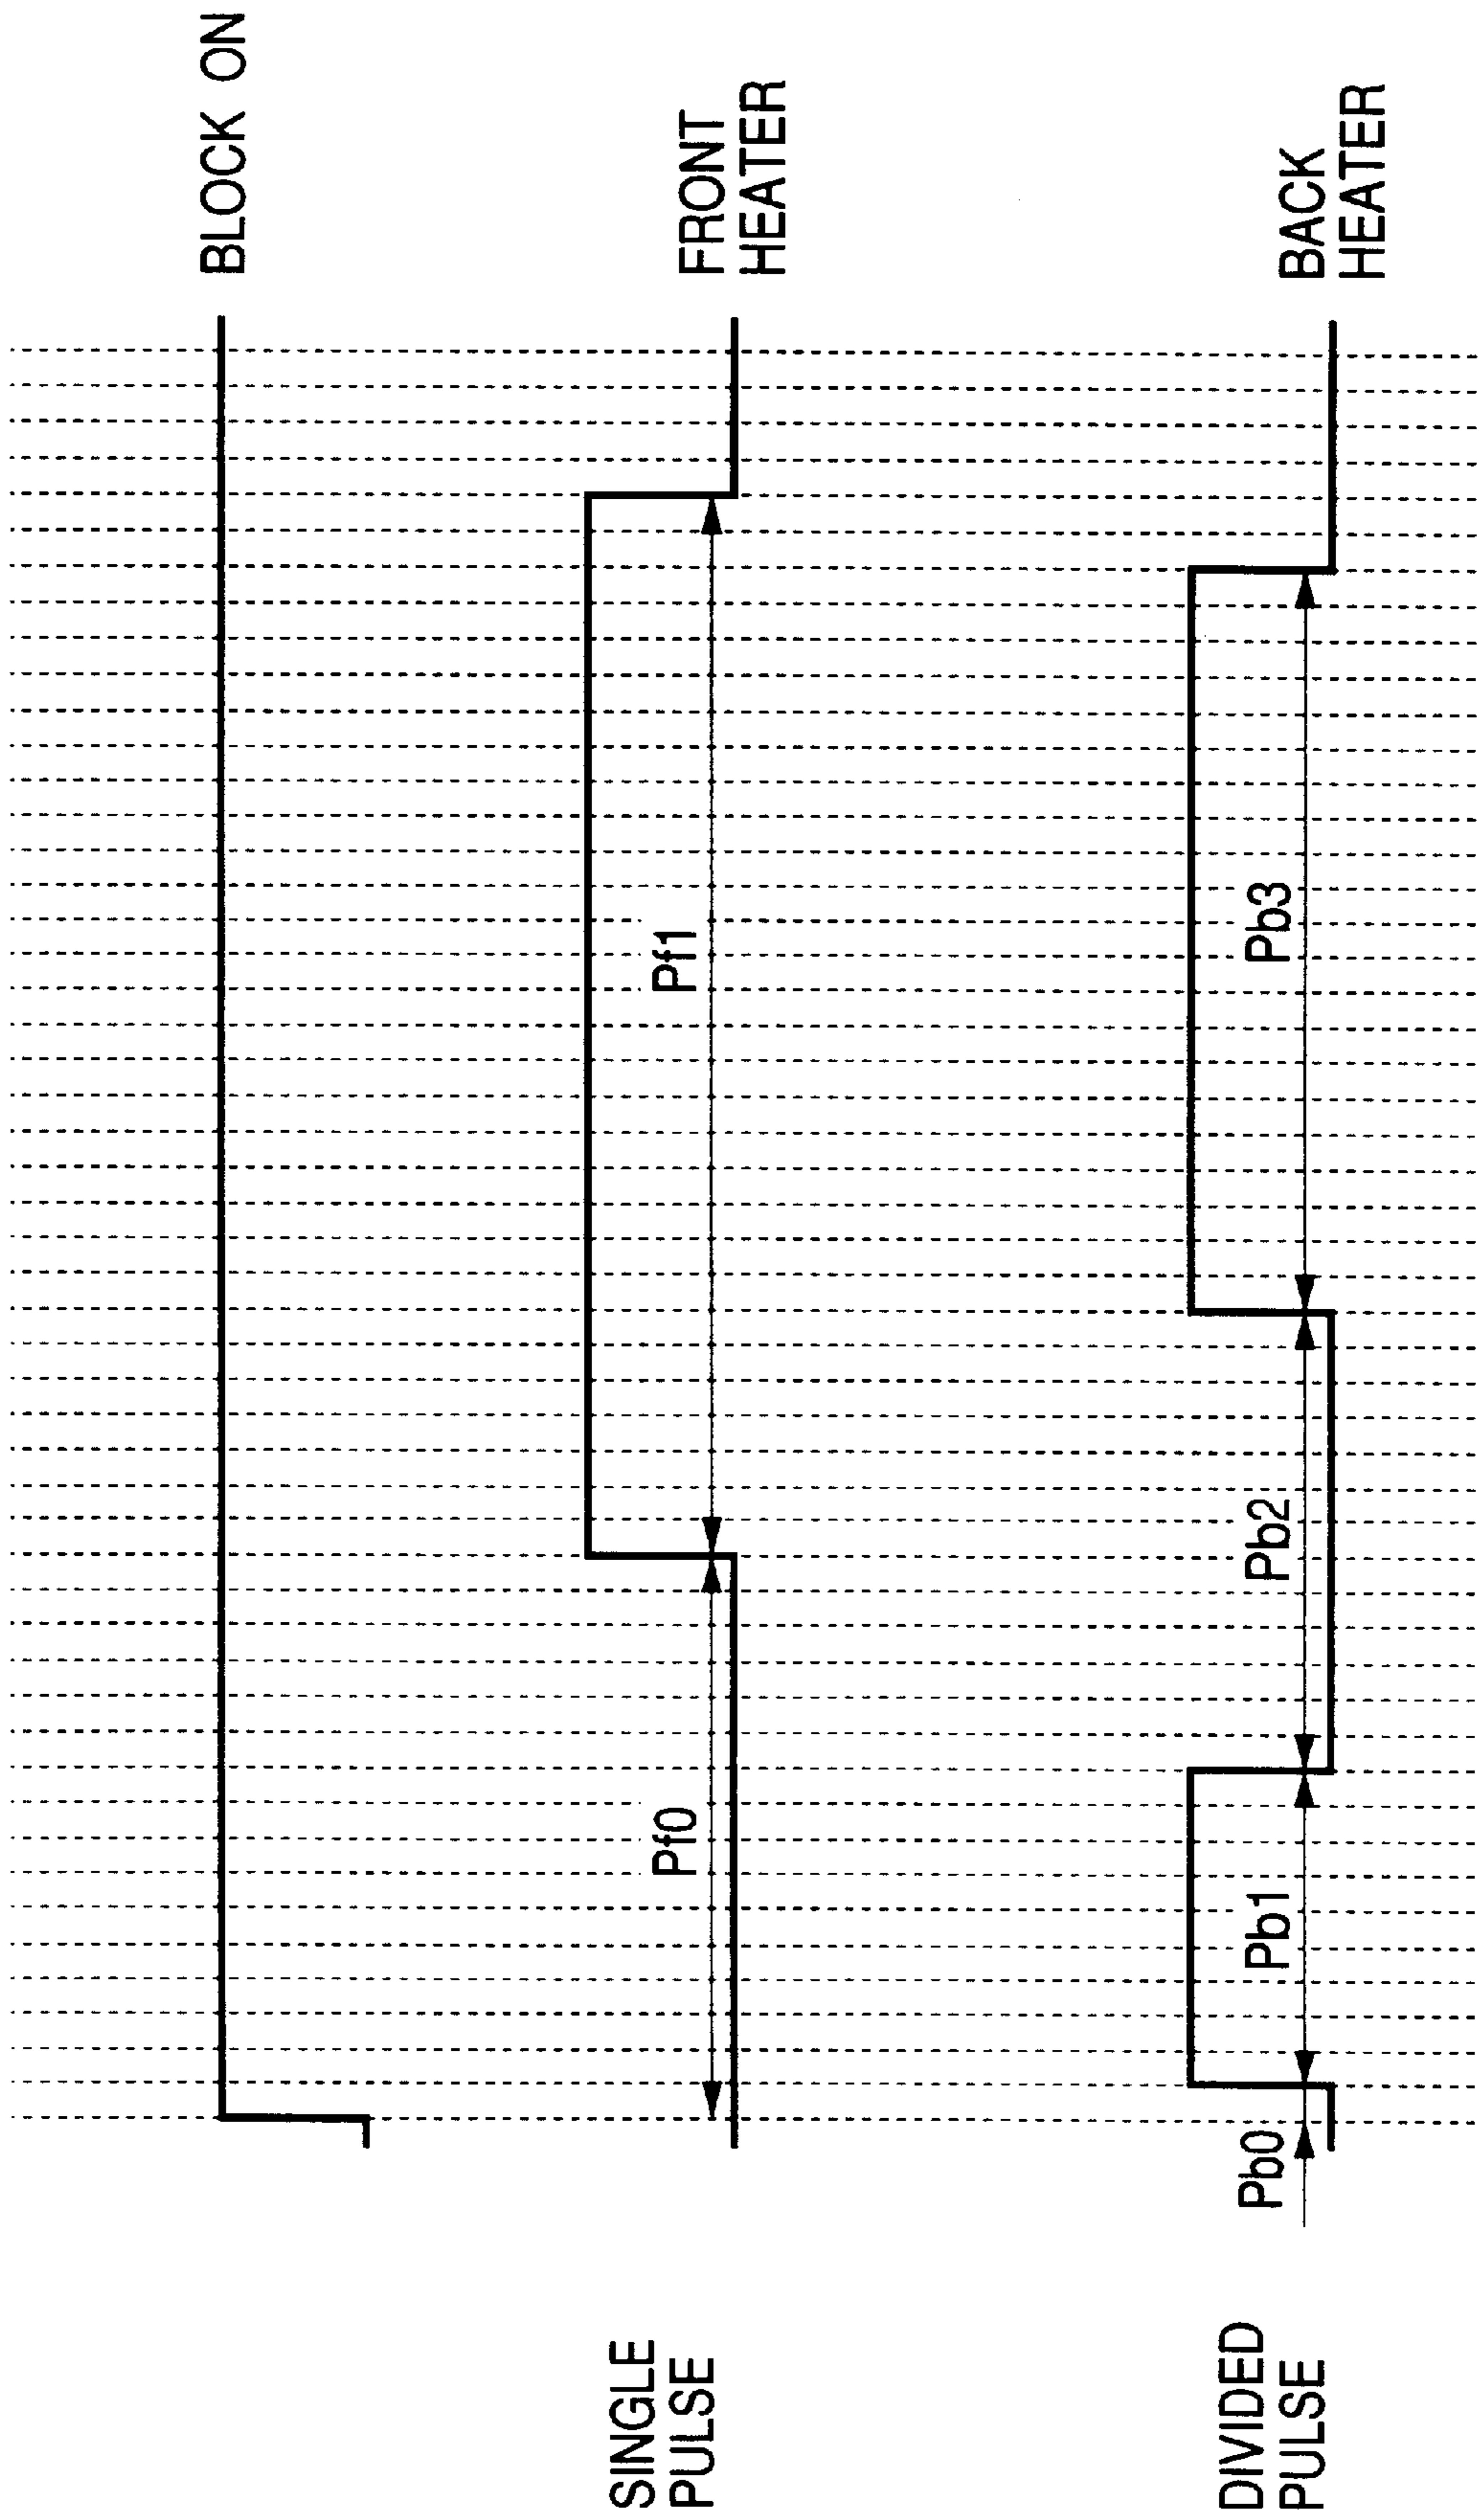 BLOCK ON
SINGLE
PULSE
Pf0
Pf1
FRONT
HEATER
DIVIDED
PULSE
Pb0
Pb1
Pb2
Pb3
BACK
HEATER